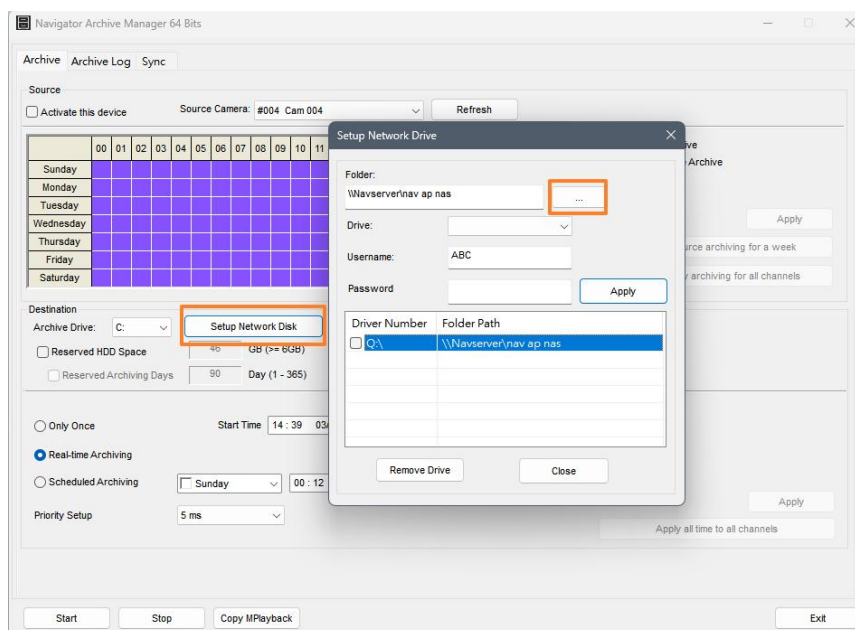 Navigator Archive Manager 64 Bits
Archive Archive Log Sync
Source
Activate this device Source Camera: #004 Cam 004 Refresh
00 01 02 03 04 05 06 07 08 09 10 11
Sunday
Monday
Tuesday
Wednesday
Thursday
Friday
Saturday
Archive
Apply
archiving for a week
archiving for all channels
Destination
Archive Drive: C: Setup Network Disk
Reserved HDD Space 46 GB (>= 6GB)
Reserved Archiving Days 90 Day (1 - 365)
Only Once Start Time 14 : 39
Real-time Archiving
Scheduled Archiving Sunday 00 : 12
Priority Setup 5 ms
Apply
Apply all time to all channels
Start Stop Copy MPlayback Exit
Setup Network Drive
Folder:
\\Navserver\nav ap nas ...
Drive:
Username: ABC
Password Apply
Driver Number Folder Path
Q:\ \\Navserver\nav ap nas
Remove Drive Close